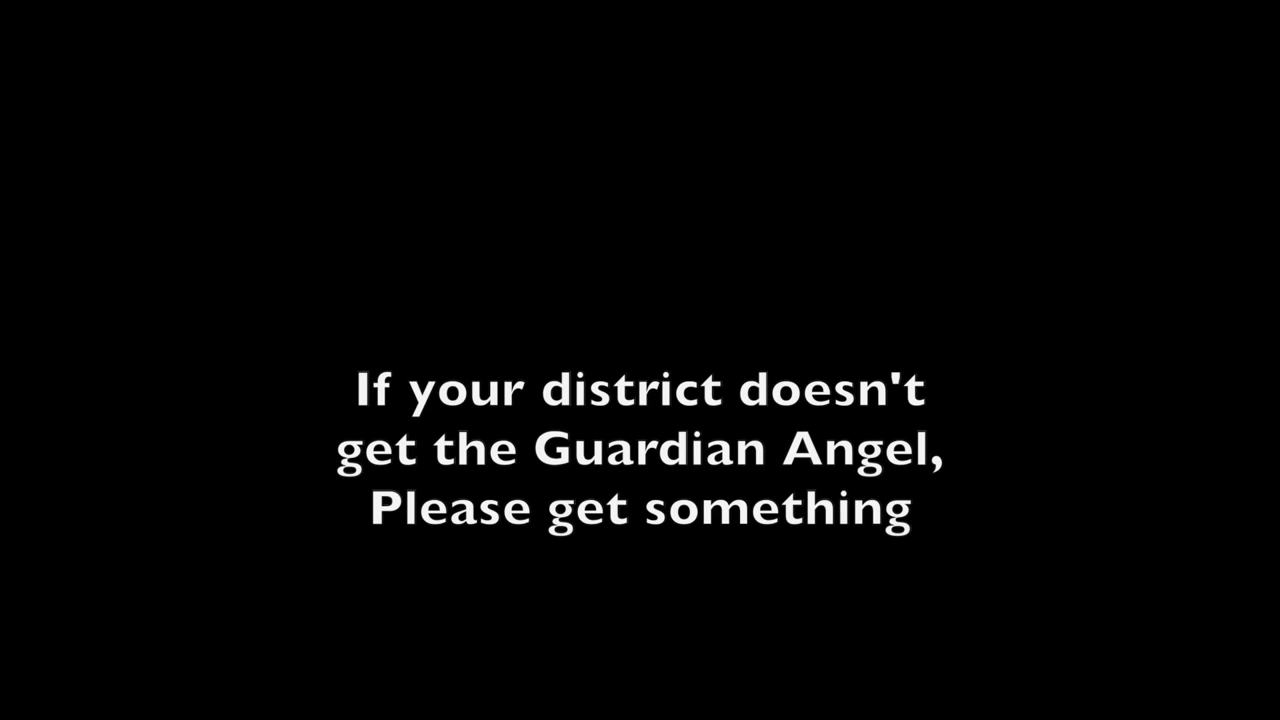 If your district doesn't
get the Guardian Angel,
Please get something